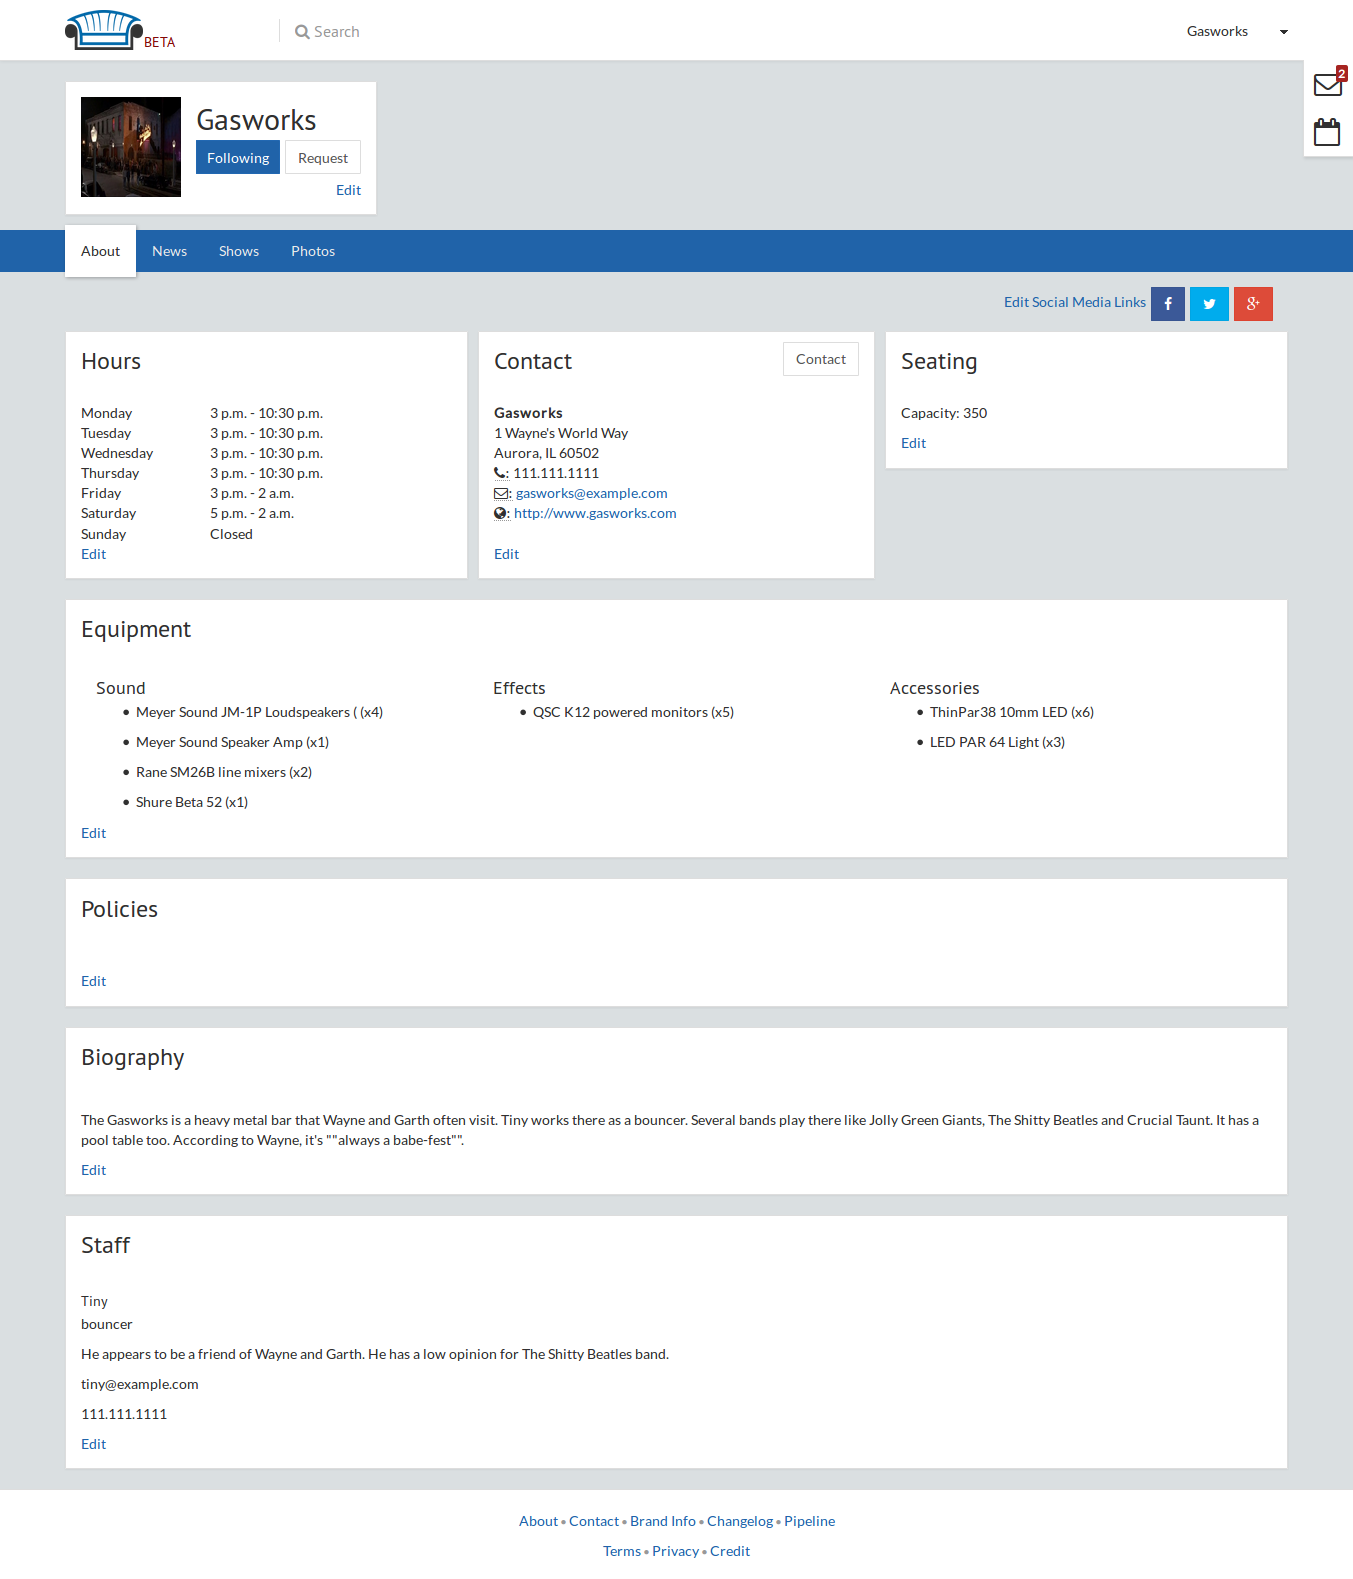 BETA
Search
Gasworks
2
Gasworks
Following
Request
Edit
About
News
Shows
Photos
Edit Social Media Links
Hours
Monday 3 p.m. - 10:30 p.m.
Tuesday 3 p.m. - 10:30 p.m.
Wednesday 3 p.m. - 10:30 p.m.
Thursday 3 p.m. - 10:30 p.m.
Friday 3 p.m. - 2 a.m.
Saturday 5 p.m. - 2 a.m.
Sunday Closed
Edit
Contact
Contact
Gasworks
1 Wayne's World Way
Aurora, IL 60502
: 111.111.1111
: gasworks@example.com
: http://www.gasworks.com
Edit
Seating
Capacity: 350
Edit
Equipment
Sound
• Meyer Sound JM-1P Loudspeakers ( (x4)
• Meyer Sound Speaker Amp (x1)
• Rane SM26B line mixers (x2)
• Shure Beta 52 (x1)
Effects
• QSC K12 powered monitors (x5)
Accessories
• ThinPar38 10mm LED (x6)
• LED PAR 64 Light (x3)
Edit
Policies
Edit
Biography
The Gasworks is a heavy metal bar that Wayne and Garth often visit. Tiny works there as a bouncer. Several bands play there like Jolly Green Giants, The Shitty Beatles and Crucial Taunt. It has a
pool table too. According to Wayne, it's ""always a babe-fest"".
Edit
Staff
Tiny
bouncer
He appears to be a friend of Wayne and Garth. He has a low opinion for The Shitty Beatles band.
tiny@example.com
111.111.1111
Edit
About • Contact • Brand Info • Changelog • Pipeline
Terms • Privacy • Credit